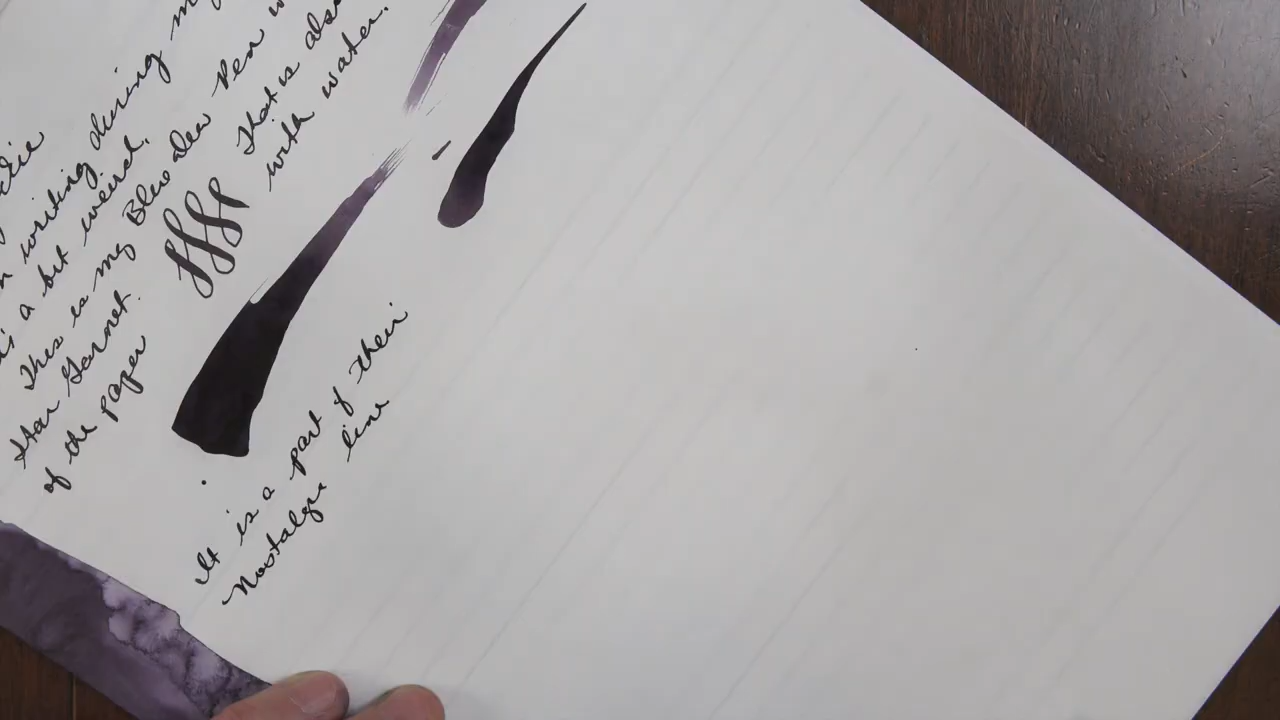 writing during
a bit weird.
This is my Blue Dew Pen
Star Garnet. That is also
of the paper with water.
It is a part of their
Nostalgia line